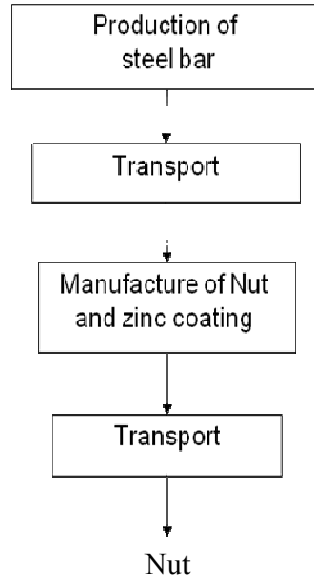 Production of
steel bar
Transport
Manufacture of Nut
and zinc coating
Transport
Nut